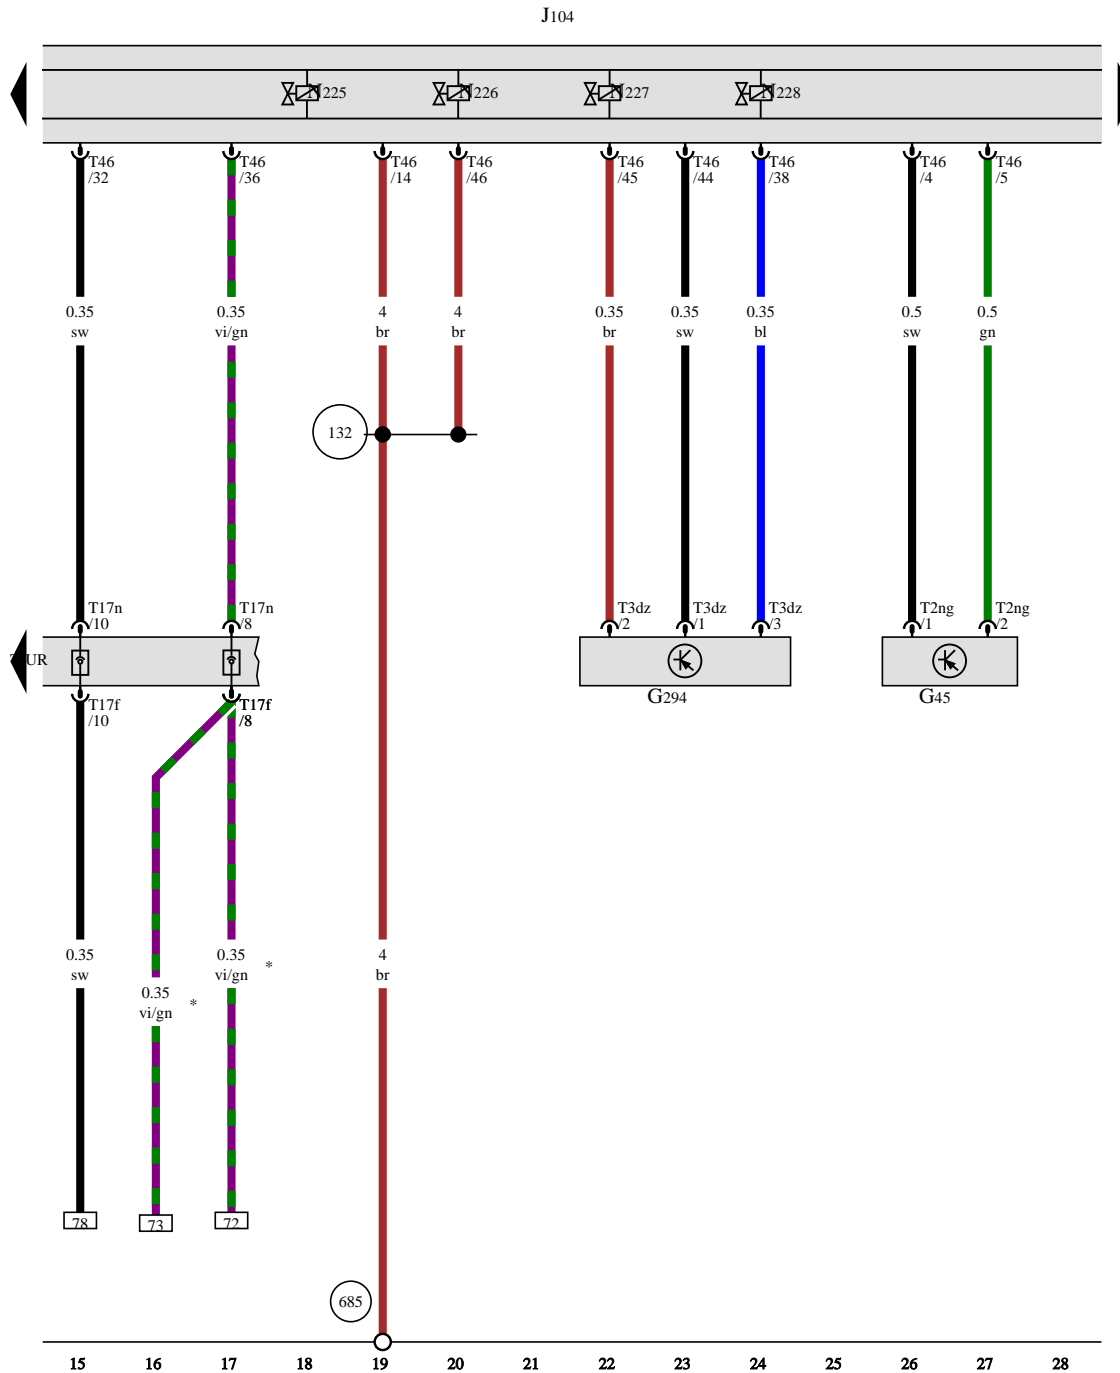 J104
N225 N226 N227 N228
T46 T46 T46 T46 T46 T46 T46 T46 T46
/32 /36 /14 /46 /45 /44 /38 /4 /5
0.35 0.35 4 4 0.35 0.35 0.35 0.5 0.5
sw vi/gn br br br sw bl sw gn
132
T17n T17n T3dz T3dz T3dz T2ng T2ng
/10 /8 /2 /1 /3 /1 /2
G294 G45
T17f T17f
/10 /8
0.35 0.35 * 4
sw vi/gn br
0.35 *
vi/gn
78 73 72
685
15 16 17 18 19 20 21 22 23 24 25 26 27 28